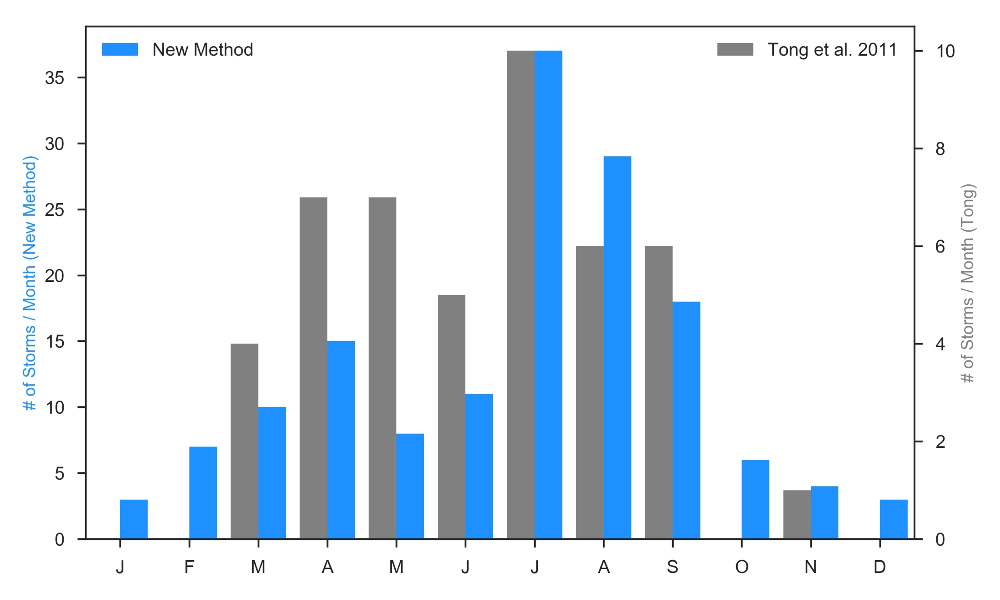 New Method
Tong et al. 2011
# of Storms / Month (New Method)
35
30
25
20
15
10
5
0
10
8
6
4
2
0
# of Storms / Month (Tong)
J F M A M J J A S O N D